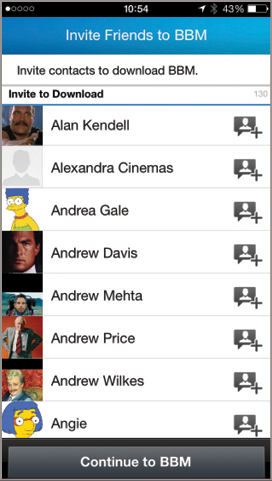 10:54
43%
Invite Friends to BBM
Invite contacts to download BBM.
Invite to Download 130
Alan Kendell
Alexandra Cinemas
Andrea Gale
Andrew Davis
Andrew Mehta
Andrew Price
Andrew Wilkes
Angie
Continue to BBM